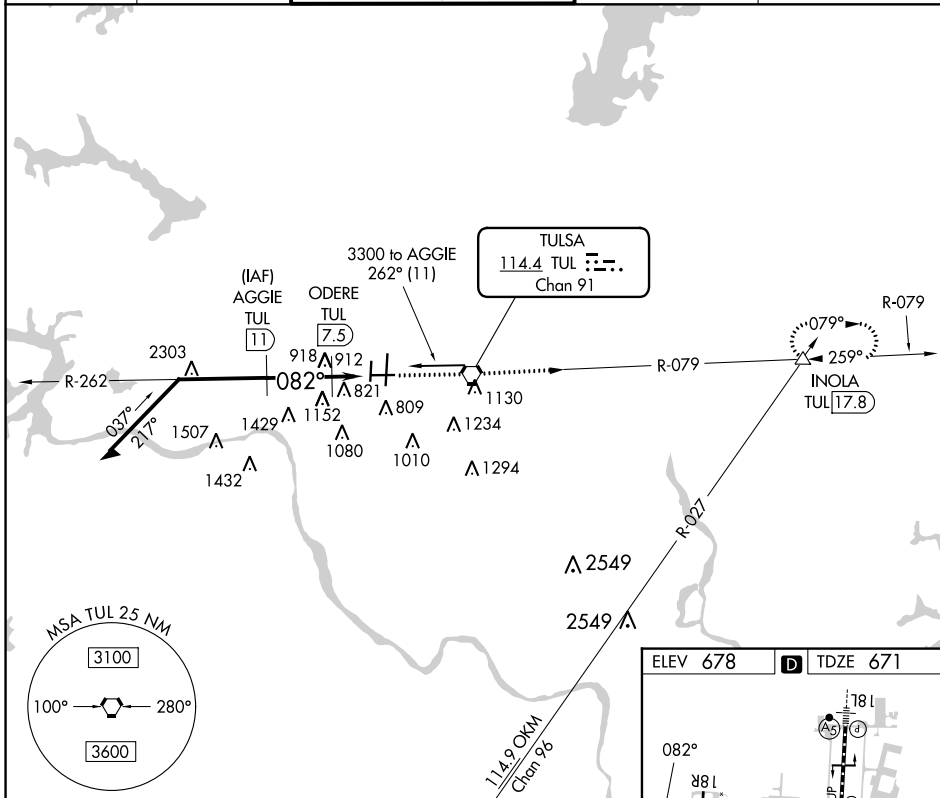 TULSA
114.4 TUL
Chan 91
3300 to AGGIE
262° (11)
(IAF)
AGGIE
TUL
11
ODERE
TUL
7.5
R-079
079°
259°
2303
918
912
R-262
082°
R-079
INOLA
TUL 17.8
821
1130
037°
217°
1152
809
1429
1234
1507
1080
1010
1432
1294
R-027
2549
2549
MSA TUL 25 NM
3100
100°
280°
3600
114.9 OKM
Chan 96
ELEV 678
D
TDZE 671
18L
A5
P
082°
18R
UP